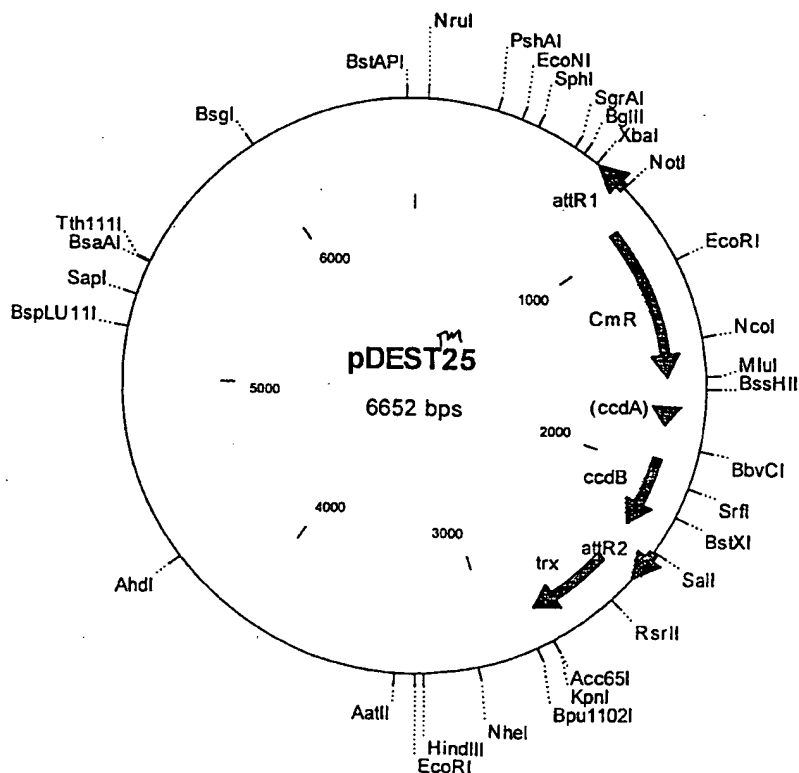 NruI
BstAPI
PshAI
EcoNI
SphI
SgrAI
BglII
XbaI
NotI
BsgI
attR1
Tth111I
BsaAI
SapI
BspLU11I
6000
1000
EcoRI
CmR
NcoI
TM
pDEST25
6652 bps
MluI
BssHII
5000
(ccdA)
2000
BbvCI
ccdB
SrfI
4000
3000
attR2
BstXI
trx
SalI
AhdI
RsrII
Acc65I
KpnI
Bpu1102I
AatII
NheI
HindIII
EcoRI